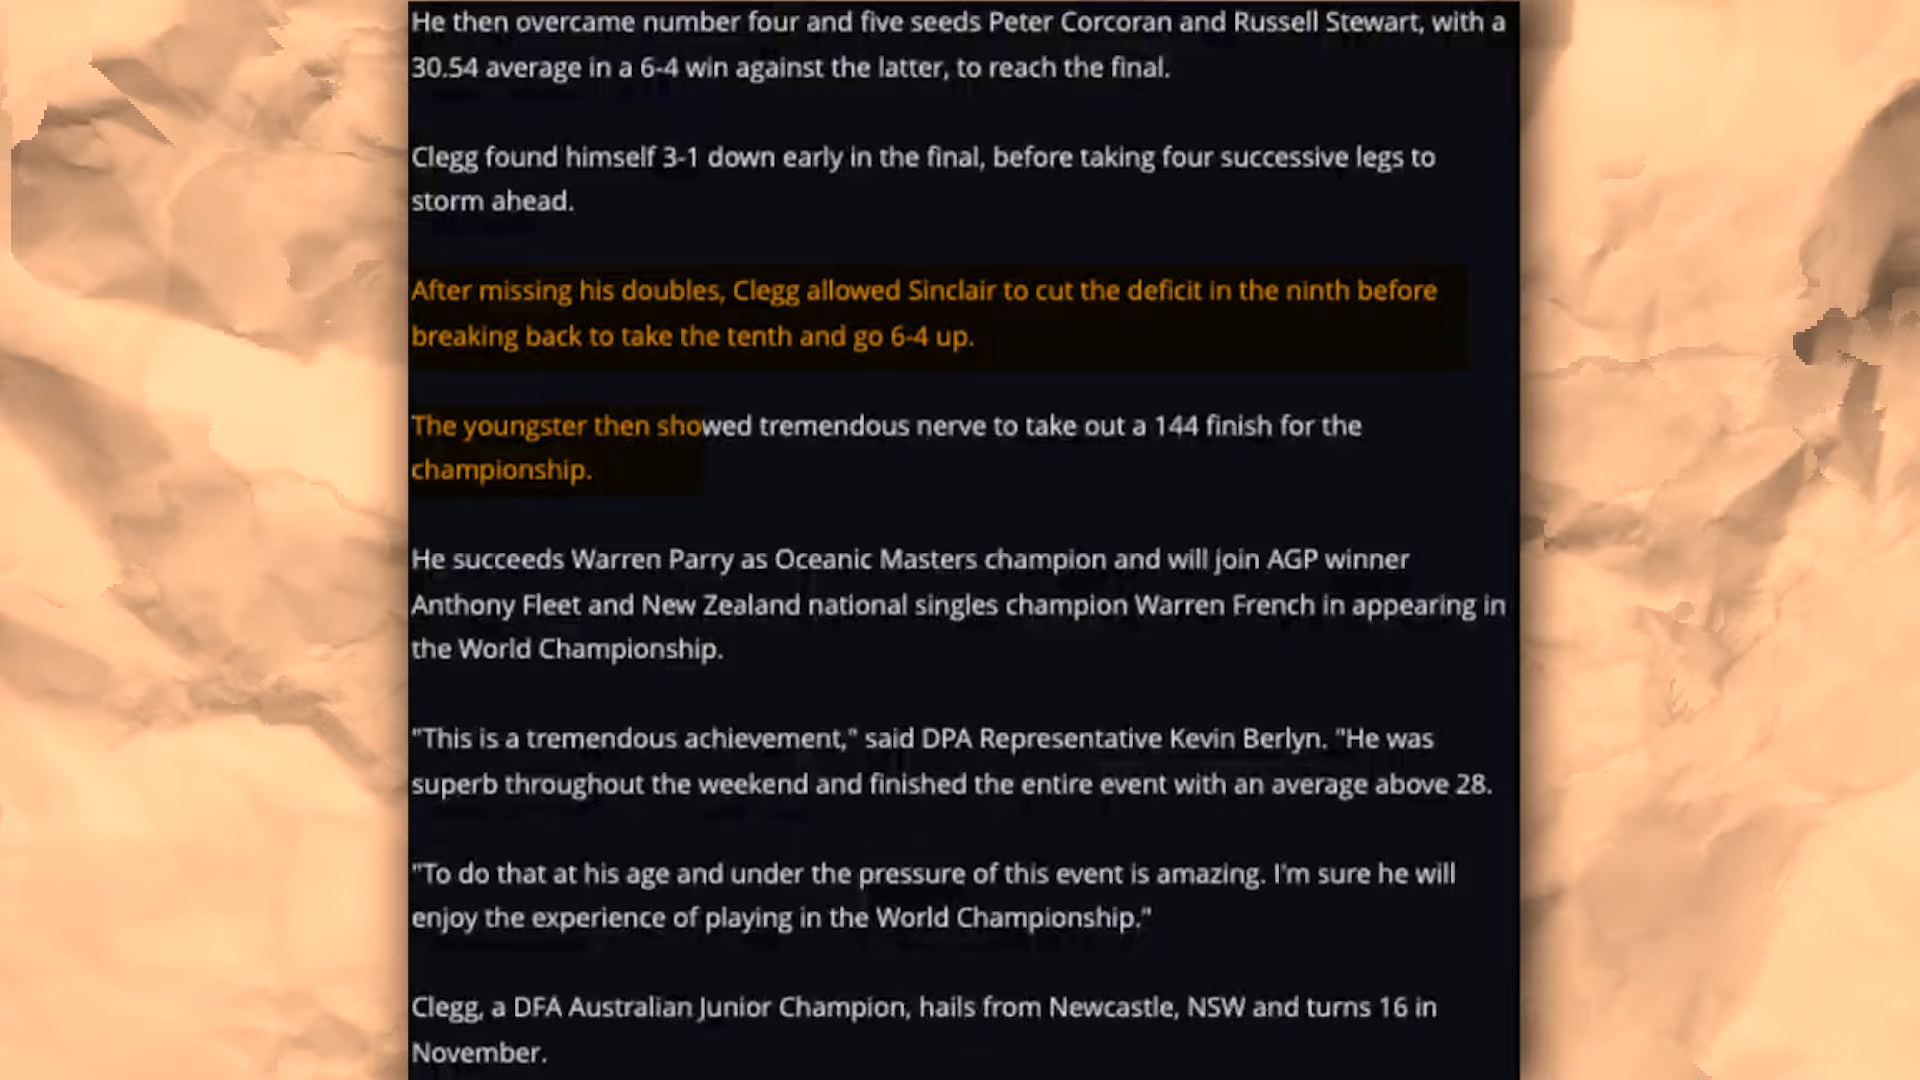 He then overcame number four and five seeds Peter Corcoran and Russell Stewart, with a
30.54 average in a 6-4 win against the latter, to reach the final.
Clegg found himself 3-1 down early in the final, before taking four successive legs to
storm ahead.
After missing his doubles, Clegg allowed Sinclair to cut the deficit in the ninth before
breaking back to take the tenth and go 6-4 up.
The youngster then showed tremendous nerve to take out a 144 finish for the
championship.
He succeeds Warren Parry as Oceanic Masters champion and will join AGP winner
Anthony Fleet and New Zealand national singles champion Warren French in appearing in
the World Championship.
"This is a tremendous achievement," said DPA Representative Kevin Berlyn. "He was
superb throughout the weekend and finished the entire event with an average above 28.
"To do that at his age and under the pressure of this event is amazing. I'm sure he will
enjoy the experience of playing in the World Championship."
Clegg, a DFA Australian Junior Champion, hails from Newcastle, NSW and turns 16 in
November.